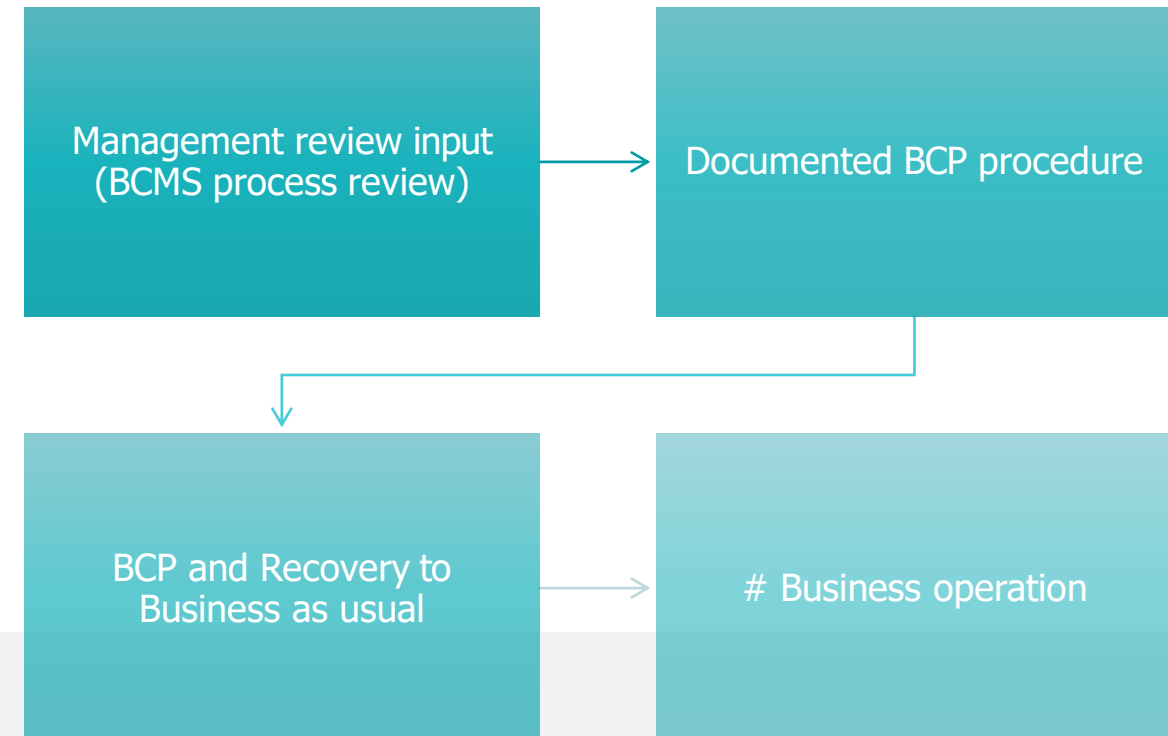 Management review input
(BCMS process review)
Documented BCP procedure
BCP and Recovery to
Business as usual
# Business operation